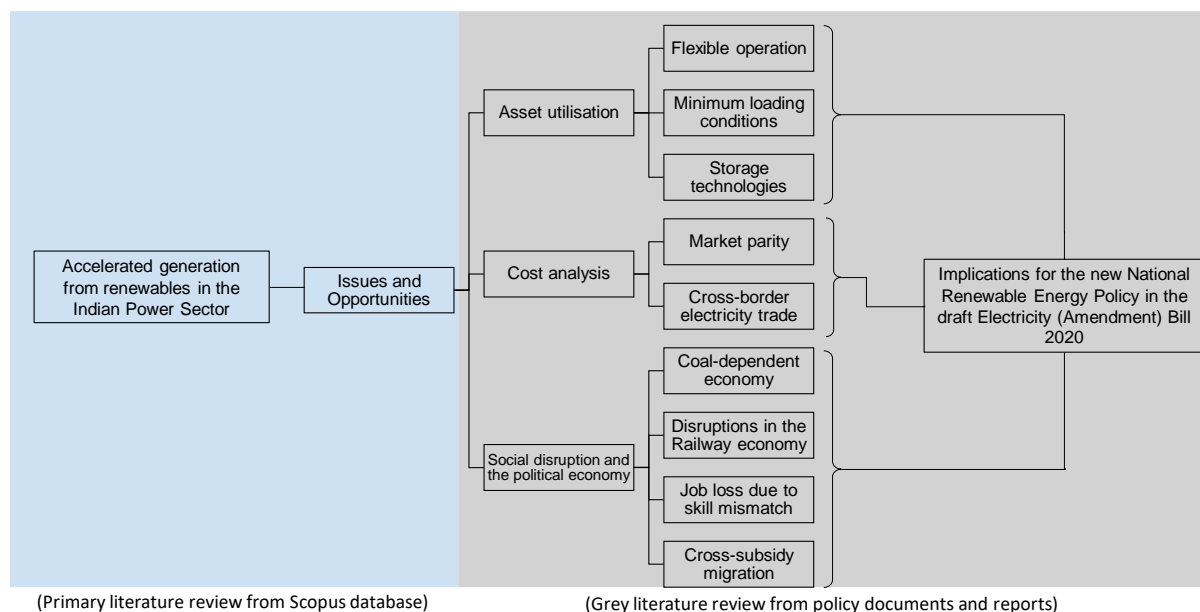 Accelerated generation
from renewables in the
Indian Power Sector
Issues and
Opportunities
Asset utilisation
Flexible operation
Minimum loading
conditions
Storage
technologies
Cost analysis
Market parity
Cross-border
electricity trade
Social disruption and
the political economy
Coal-dependent
economy
Disruptions in the
Railway economy
Job loss due to
skill mismatch
Cross-subsidy
migration
Implications for the new National
Renewable Energy Policy in the
draft Electricity (Amendment) Bill
2020
(Primary literature review from Scopus database)
(Grey literature review from policy documents and reports)